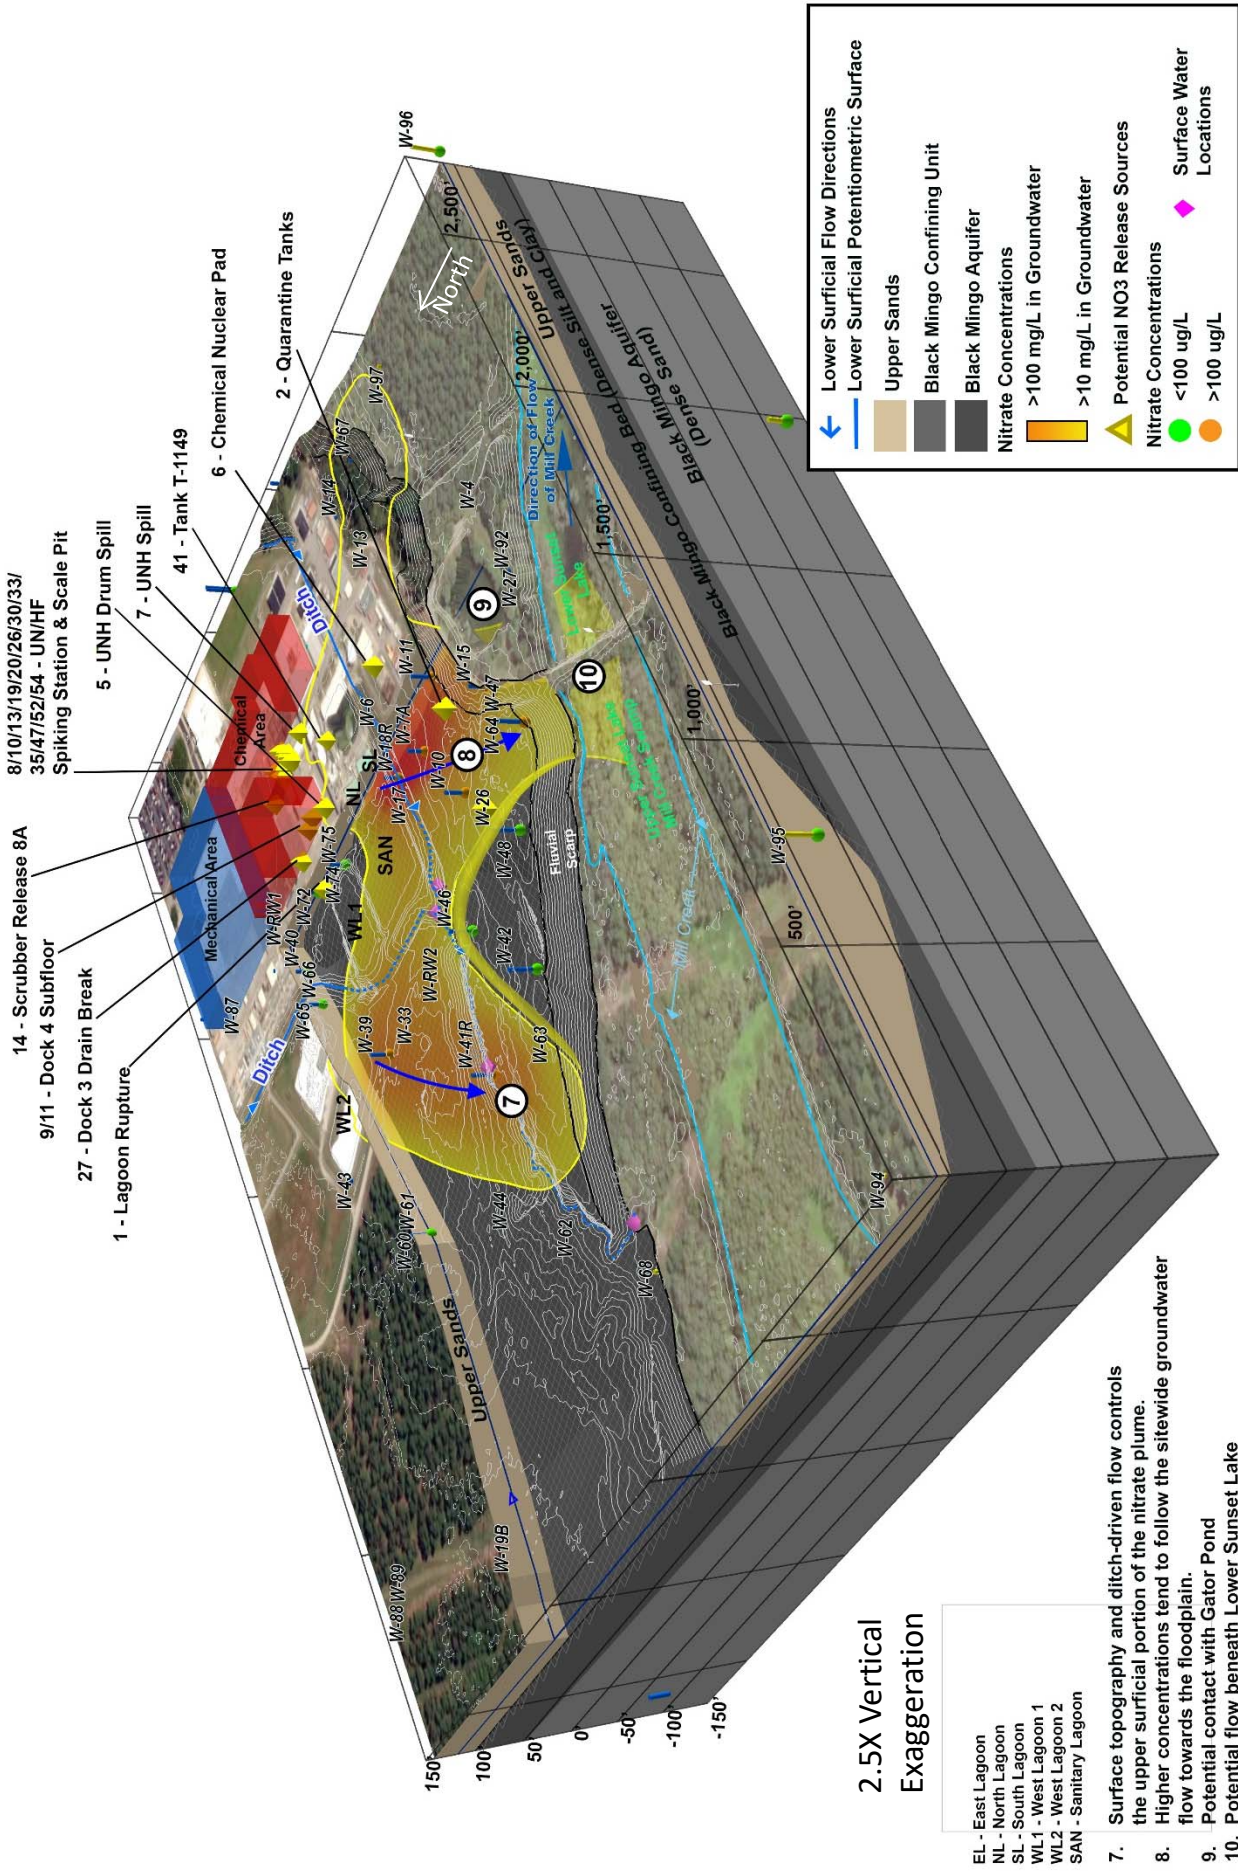 8/10/13/19/20/26/30/33/
35/47/52/54 - UN/HF
Spiking Station & Scale Pit
14 - Scrubber Release 8A
9/11 - Dock 4 Subfloor
27 - Dock 3 Drain Break
1 - Lagoon Rupture
5 - UNH Drum Spill
7 - UNH Spill
41 - Tank T-1149
6 - Chemical Nuclear Pad
2 - Quarantine Tanks
Mechanical Area
Chemical
Area
Ditch
Ditch
North
W-96
W-97
W-67
W-14
W-13
W-4
W-92
W-27
W-11
W-15
W-47
W-64
W-6
W-7A
W-18R
W-17
W-10
W-26
W-48
W-46
W-42
W-RW2
W-33
W-39
W-41R
W-63
W-44
W-62
W-68
W-43
W-60
W-61
W-65
W-66
W-40
W-RW1
W-72
W-74
W-75
W-87
W-88
W-89
W-19B
W-94
W-95
NL
SL
SAN
WL1
WL2
7
8
9
10
Upper Sands
Fluvial
Scarp
Mill Creek
Direction of Flow
of Mill Creek
Lower Sunset
Lake
Upper Sunset Lake
Mill Creek Swamp
Upper Sands
Black Mingo Confining Bed (Dense Silt and Clay)
Black Mingo Aquifer
(Dense Sand)
500'
1,000'
1,500'
2,000'
2,500'
150'
100'
50'
0'
-50'
-100'
-150'
2.5X Vertical
Exaggeration
EL - East Lagoon
NL - North Lagoon
SL - South Lagoon
WL1 - West Lagoon 1
WL2 - West Lagoon 2
SAN - Sanitary Lagoon
7. Surface topography and ditch-driven flow controls
the upper surficial portion of the nitrate plume.
8. Higher concentrations tend to follow the sitewide groundwater
flow towards the floodplain.
9. Potential contact with Gator Pond
10. Potential flow beneath Lower Sunset Lake
Lower Surficial Flow Directions
Lower Surficial Potentiometric Surface
Upper Sands
Black Mingo Confining Unit
Black Mingo Aquifer
Nitrate Concentrations
>100 mg/L in Groundwater
>10 mg/L in Groundwater
Potential NO3 Release Sources
Nitrate Concentrations
<100 ug/L
>100 ug/L
Surface Water
Locations